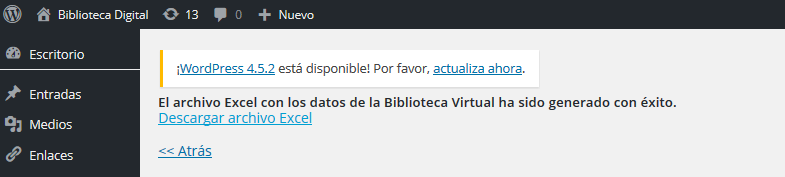 Biblioteca Digital 13 0 + Nuevo
Escritorio
Entradas
Medios
Enlaces
¡WordPress 4.5.2 está disponible! Por favor, actualiza ahora.
El archivo Excel con los datos de la Biblioteca Virtual ha sido generado con éxito.
Descargar archivo Excel
<< Atrás